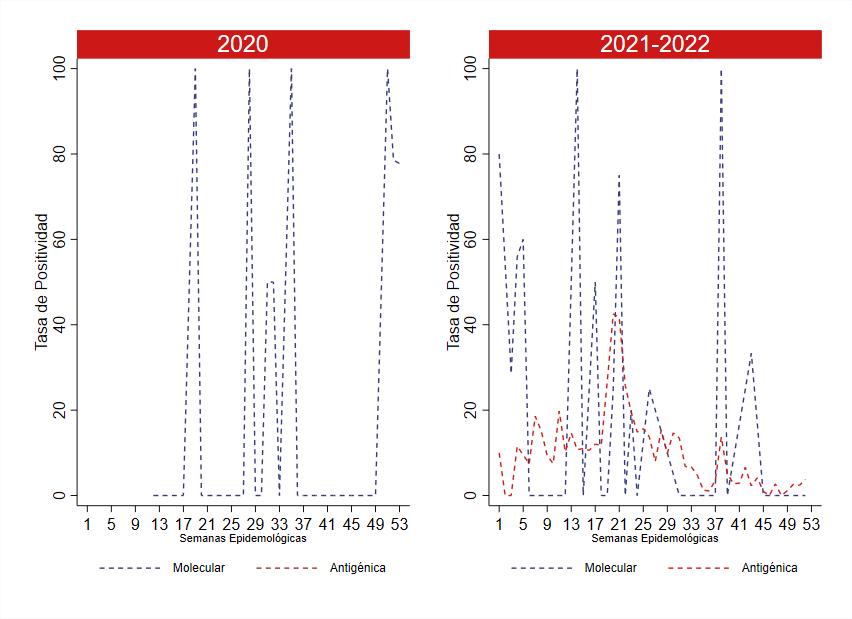 2020
Tasa de Positividad
100
80
60
40
20
0
1 5 9 13 17 21 25 29 33 37 41 45 49 53
Semanas Epidemológicas
Molecular Antigénica
2021-2022
Tasa de Positividad
100
80
60
40
20
0
1 5 9 13 17 21 25 29 33 37 41 45 49 53
Semanas Epidemológicas
Molecular Antigénica